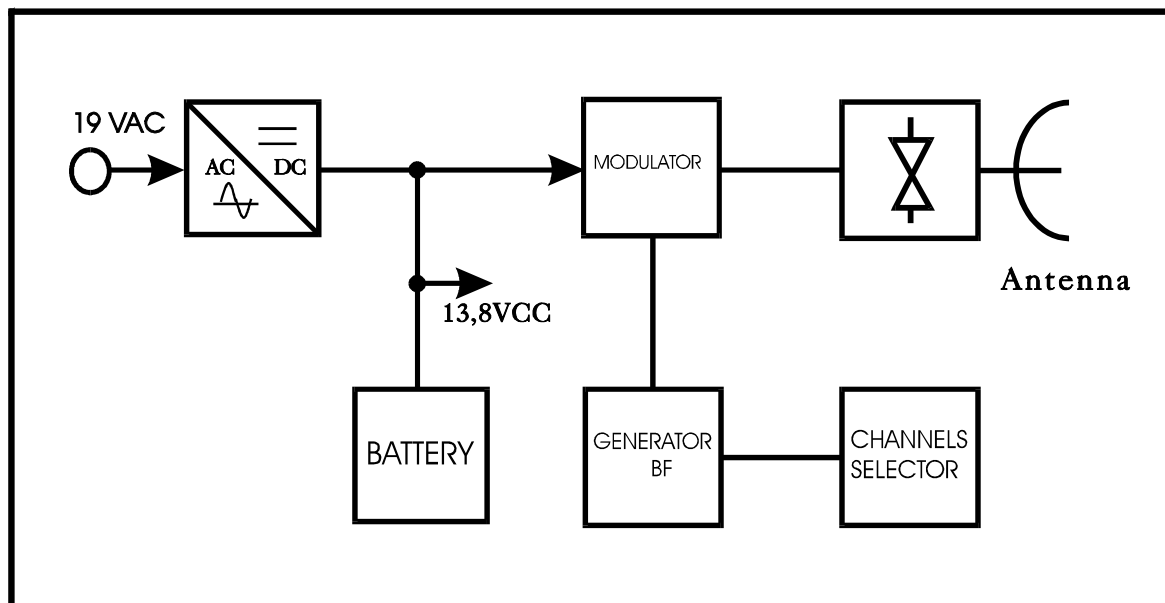 19 VAC
AC
DC
MODULATOR
Antenna
13,8VCC
BATTERY
GENERATOR
BF
CHANNELS
SELECTOR